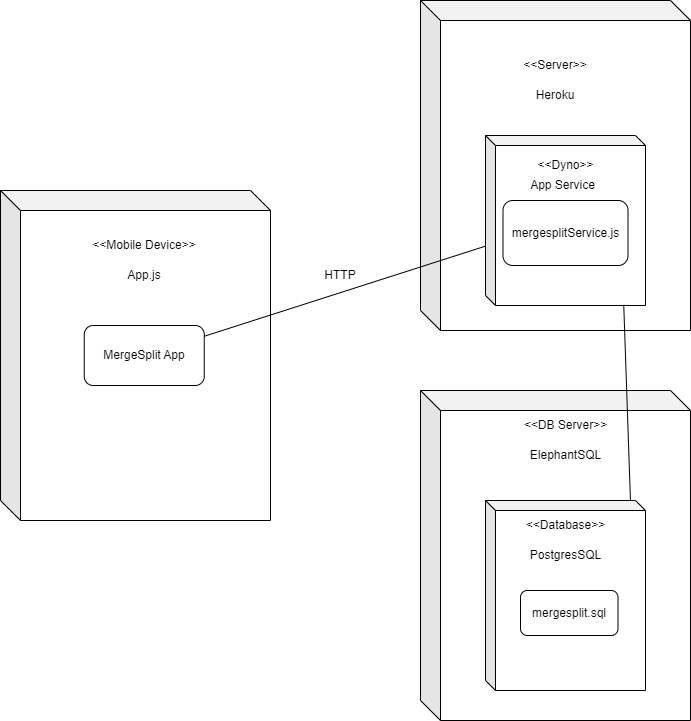 <<Server>>
Heroku
<<Dyno>>
App Service
mergesplitService.js
<<Mobile Device>>
App.js
MergeSplit App
HTTP
<<DB Server>>
ElephantSQL
<<Database>>
PostgresSQL
mergesplit.sql